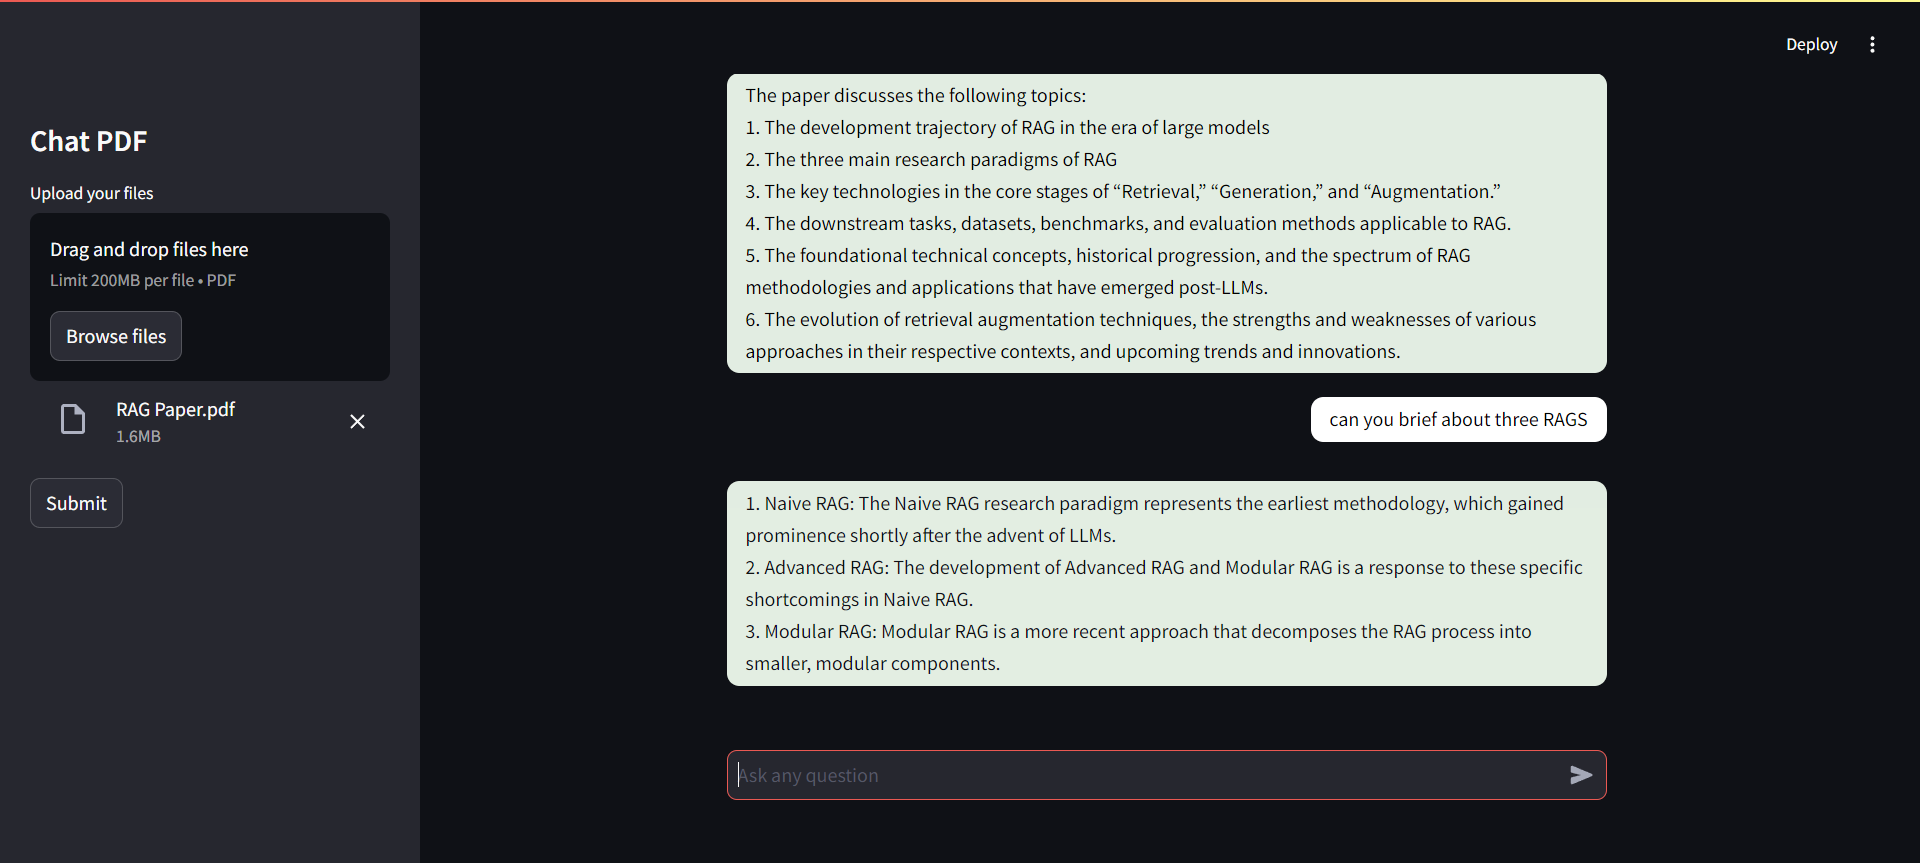 Deploy
Chat PDF
Upload your files
Drag and drop files here
Limit 200MB per file • PDF
Browse files
RAG Paper.pdf
1.6MB
Submit
The paper discusses the following topics:
1. The development trajectory of RAG in the era of large models
2. The three main research paradigms of RAG
3. The key technologies in the core stages of “Retrieval,” “Generation,” and “Augmentation.”
4. The downstream tasks, datasets, benchmarks, and evaluation methods applicable to RAG.
5. The foundational technical concepts, historical progression, and the spectrum of RAG
methodologies and applications that have emerged post-LLMs.
6. The evolution of retrieval augmentation techniques, the strengths and weaknesses of various
approaches in their respective contexts, and upcoming trends and innovations.
can you brief about three RAGS
1. Naive RAG: The Naive RAG research paradigm represents the earliest methodology, which gained
prominence shortly after the advent of LLMs.
2. Advanced RAG: The development of Advanced RAG and Modular RAG is a response to these specific
shortcomings in Naive RAG.
3. Modular RAG: Modular RAG is a more recent approach that decomposes the RAG process into
smaller, modular components.
Ask any question